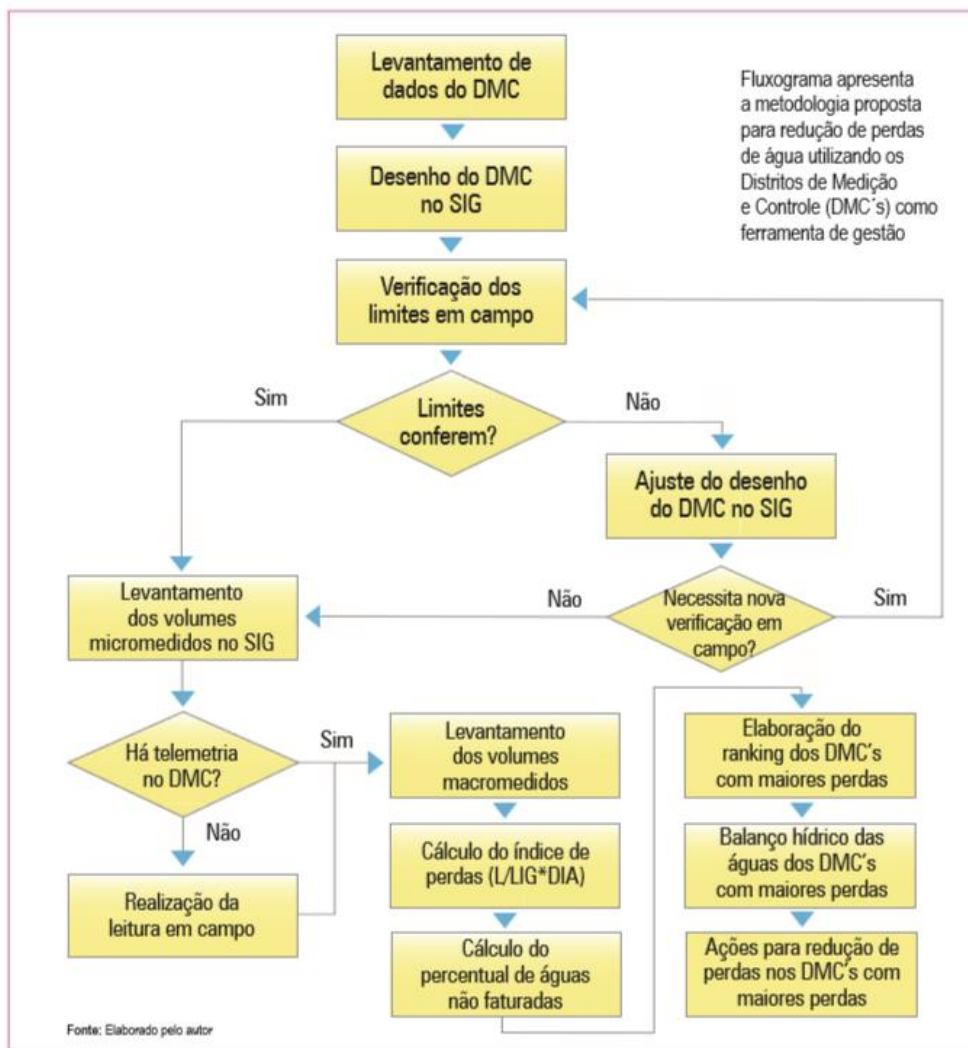 Levantamento de
dados do DMC
Fluxograma apresenta
a metodologia proposta
para redução de perdas
de água utilizando os
Distritos de Medição
e Controle (DMC´s) como
ferramenta de gestão
Desenho do DMC
no SIG
Verificação dos
limites em campo
Sim
Limites
conferem?
Não
Ajuste do desenho
do DMC no SIG
Levantamento
dos volumes
micromedidos no SIG
Não
Necessita nova
verificação em
campo?
Sim
Há telemetria
no DMC?
Sim
Não
Realização da
leitura em campo
Levantamento
dos volumes
macromedidos
Cálculo do índice de
perdas (L/LIG*DIA)
Cálculo do
percentual de águas
não faturadas
Elaboração do
ranking dos DMC´s
com maiores perdas
Balanço hídrico das
águas dos DMC´s
com maiores perdas
Ações para redução de
perdas nos DMC´s com
maiores perdas
Fonte: Elaborado pelo autor